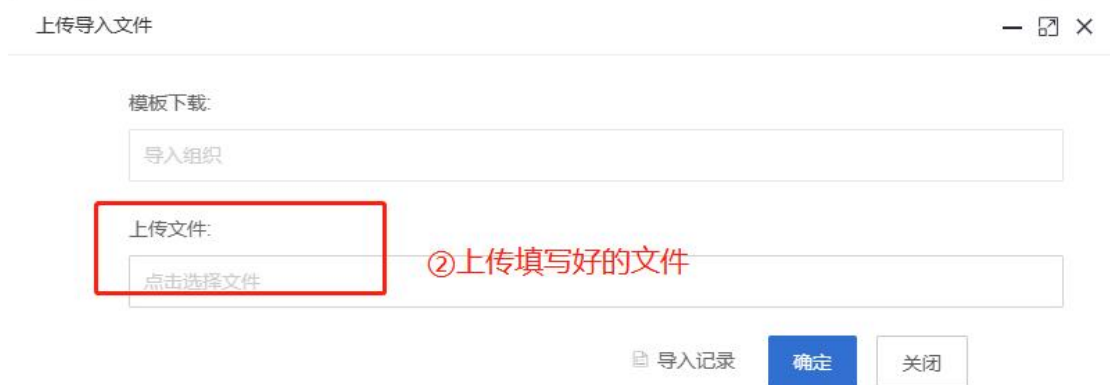 上传导入文件
模板下载:
导入组织
上传文件:
点击选择文件
②上传填写好的文件
导入记录
确定
关闭